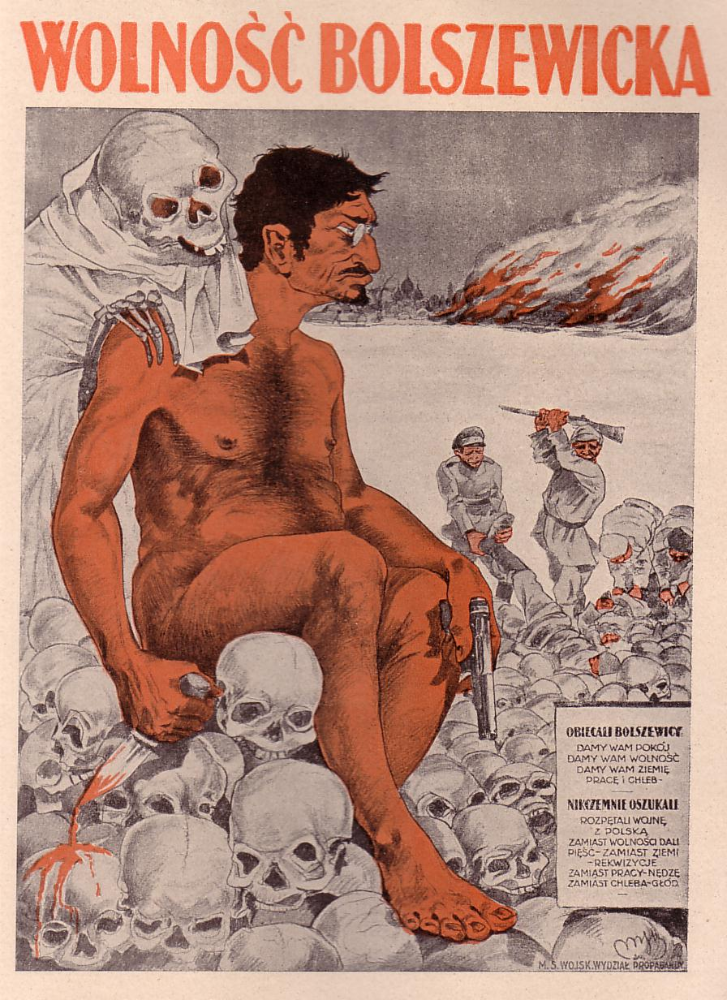 WOLNOŚĆ BOLSZEWICKA
OBIECALI BOLSZEWICY:
DAMY WAM POKÓJ
DAMY WAM WOLNOŚĆ
DAMY WAM ZIEMIĘ
PRACĘ I CHLEB-
NIKCZEMNIE OSZUKALI
ROZPĘTALI WOJNĘ
Z POLSKĄ
ZAMIAST WOLNOŚCI DALI
PIĘŚĆ-ZAMIAST ZIEMI
-REKWIZYCJE
ZAMIAST PRACY-NĘDZĘ
ZAMIAST CHLEBA-GŁÓD.
M. S. WOJSK. WYDZIAŁ PROPAGANDY.